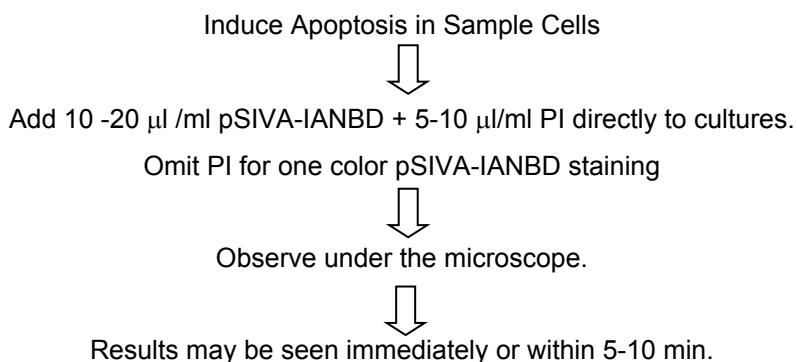 Induce Apoptosis in Sample Cells
Add 10 -20 μl /ml pSIVA-IANBD + 5-10 μl/ml PI directly to cultures.
Omit PI for one color pSIVA-IANBD staining
Observe under the microscope.
Results may be seen immediately or within 5-10 min.